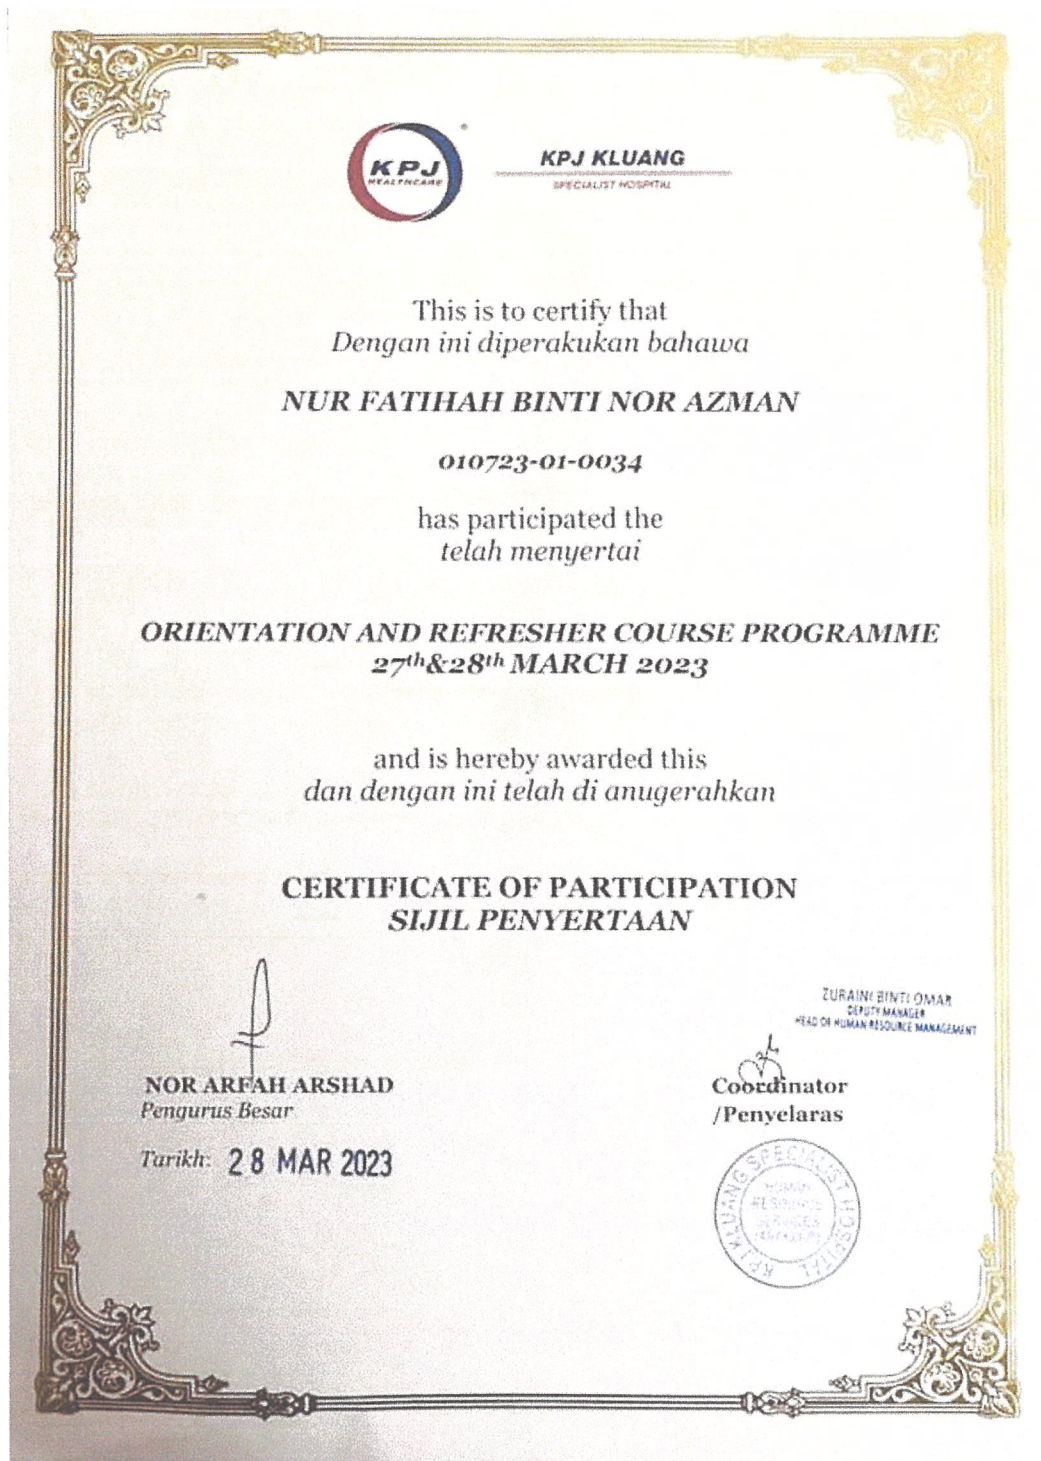 KPJ
HEALTHCARE
KPJ KLUANG
SPECIALIST HOSPITAL
This is to certify that
Dengan ini diperakukan bahawa
NUR FATIHAH BINTI NOR AZMAN
010723-01-0034
has participated the
telah menyertai
ORIENTATION AND REFRESHER COURSE PROGRAMME
27th&28th MARCH 2023
and is hereby awarded this
dan dengan ini telah di anugerahkan
CERTIFICATE OF PARTICIPATION
SIJIL PENYERTAAN
ZURAINI BINTI OMAR
DEPUTY MANAGER
HEAD OF HUMAN RESOURCE MANAGEMENT
NOR ARFAH ARSHAD
Pengurus Besar
Coordinator
/Penyelaras
Tarikh: 28 MAR 2023
KPJ KLUANG SPECIALIST HOSPITAL
HUMAN
RESOURCE
SERVICES